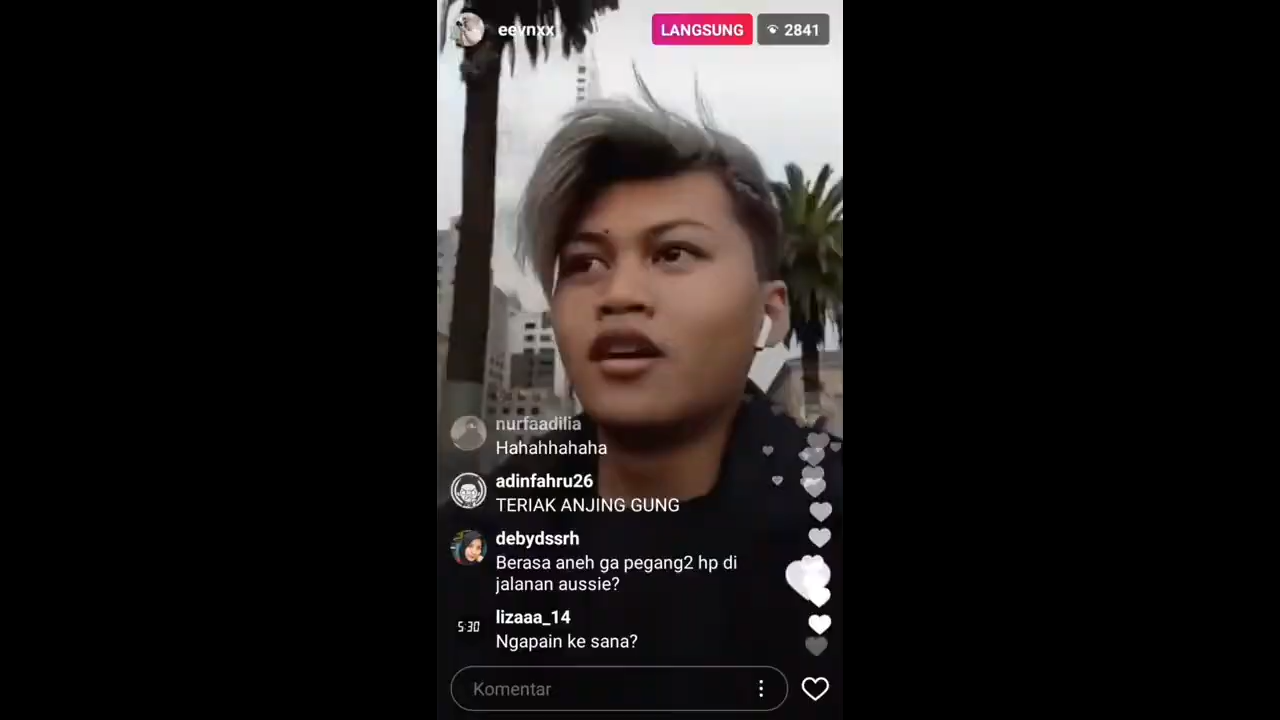 eevnxx
LANGSUNG
2841
nurfaadilia
Hahahhahaha
adinfahru26
TERIAK ANJING GUNG
debydssrh
Berasa aneh ga pegang2 hp di
jalanan aussie?
5:30
lizaaa_14
Ngapain ke sana?
Komentar